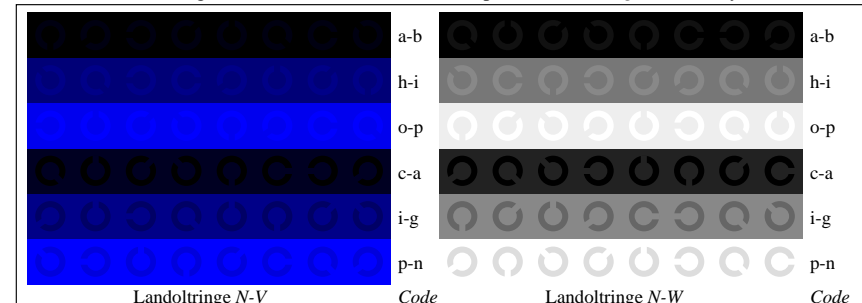 a-b a-b
h-i h-i
o-p o-p
c-a c-a
i-g i-g
p-n p-n
Landoltringe N-V Code Landoltringe N-W Code